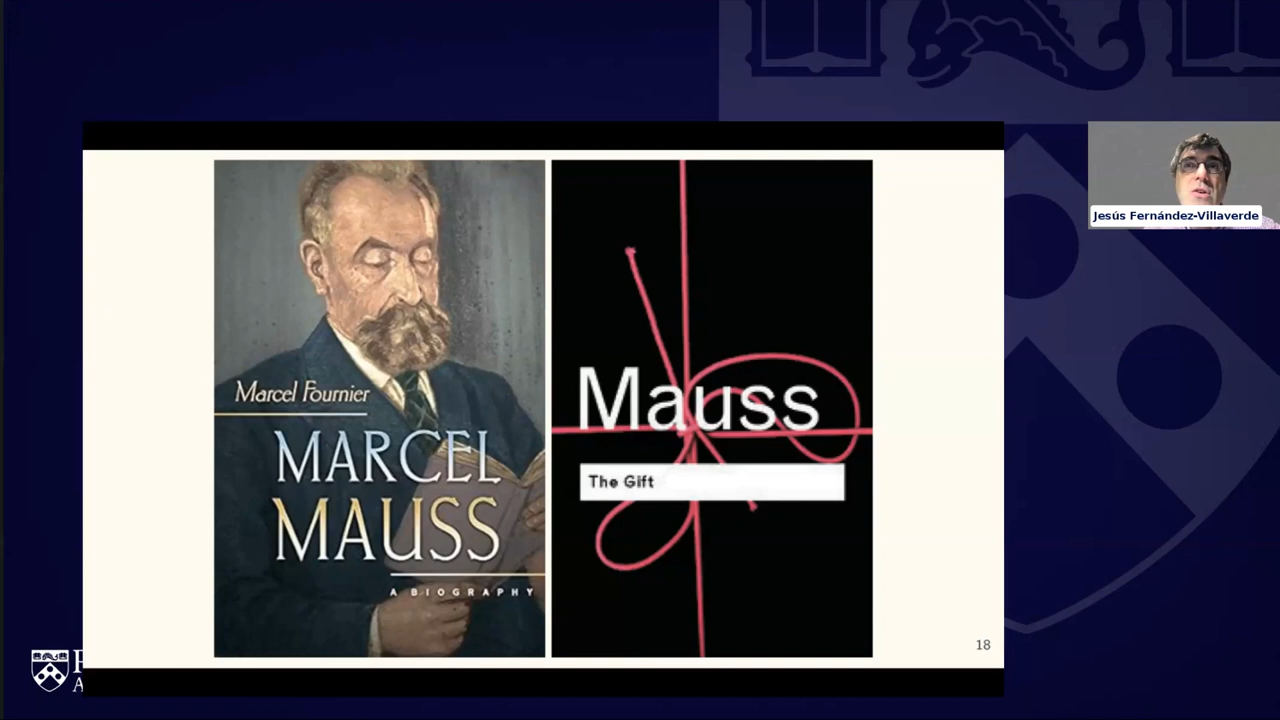 Marcel Fournier
MARCEL
MAUSS
A BIOGRAPHY
Mauss
The Gift
18
Jesús Fernández-Villaverde